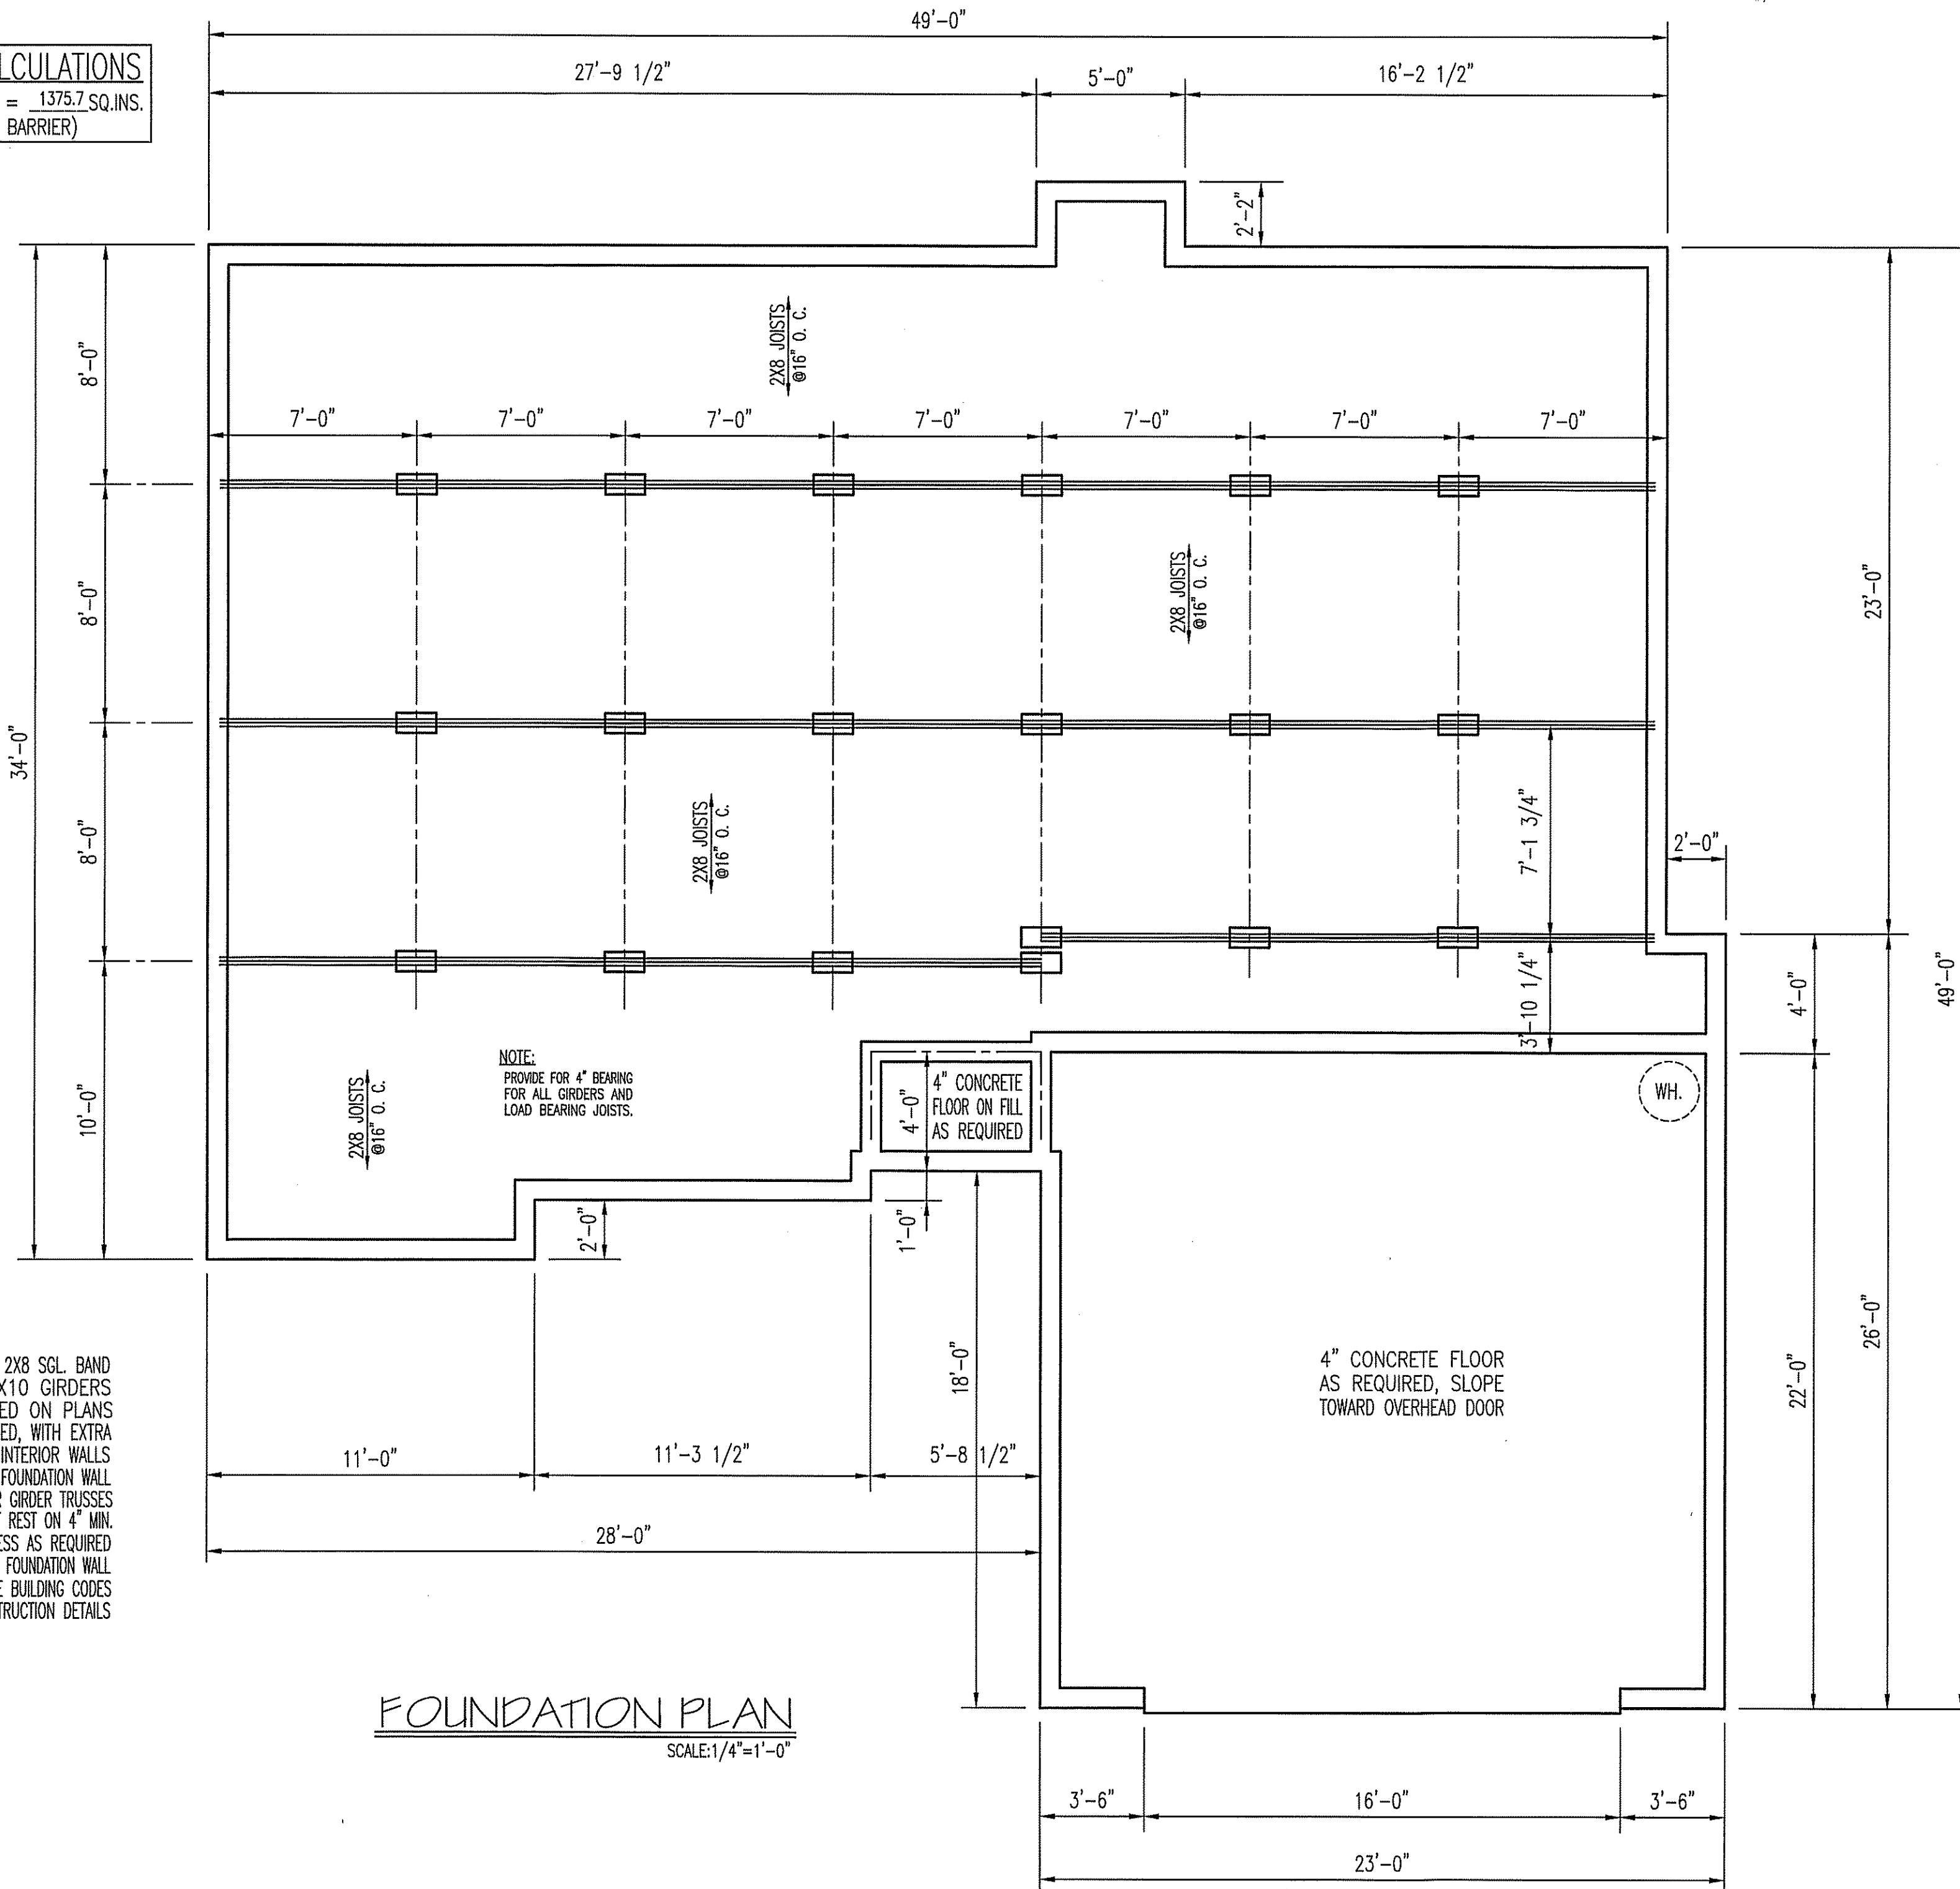 49'-0"
LCULATIONS
= 1375.7 SQ.INS.
BARRIER)
27'-9 1/2"
5'-0"
16'-2 1/2"
2'-2"
2X8 JOISTS
@16" O. C.
8'-0"
7'-0"
7'-0"
7'-0"
7'-0"
7'-0"
7'-0"
7'-0"
2X8 JOISTS
@16" O. C.
8'-0"
23'-0"
34'-0"
8'-0"
2X8 JOISTS
@16" O. C.
7'-1 3/4"
2'-0"
3'-10 1/4"
4'-0"
49'-0"
NOTE:
PROVIDE FOR 4" BEARING
FOR ALL GIRDERS AND
LOAD BEARING JOISTS.
10'-0"
2X8 JOISTS
@16" O. C.
4'-0"
4" CONCRETE
FLOOR ON FILL
AS REQUIRED
WH.
2'-0"
1'-0"
2X8 SGL. BAND
X10 GIRDERS
ED ON PLANS
ED, WITH EXTRA
INTERIOR WALLS
FOUNDATION WALL
R GIRDER TRUSSES
REST ON 4" MIN.
ESS AS REQUIRED
FOUNDATION WALL
E BUILDING CODES
TRUCTION DETAILS
18'-0"
4" CONCRETE FLOOR
AS REQUIRED, SLOPE
TOWARD OVERHEAD DOOR
22'-0"
26'-0"
11'-0"
11'-3 1/2"
5'-8 1/2"
28'-0"
FOUNDATION PLAN
SCALE:1/4"=1'-0"
3'-6"
16'-0"
3'-6"
23'-0"